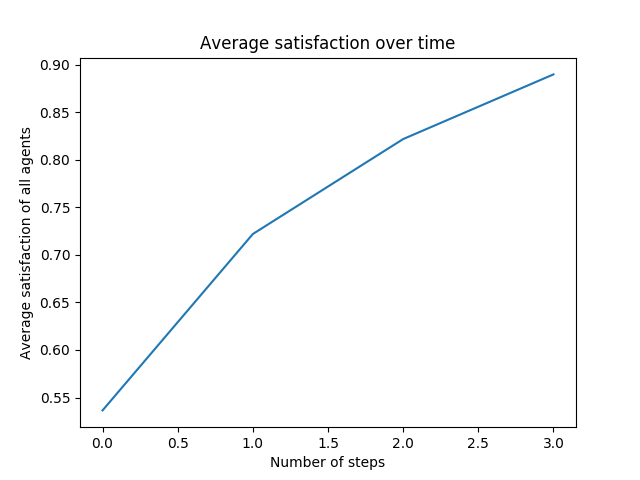 Average satisfaction over time
Average satisfaction of all agents
0.90
0.85
0.80
0.75
0.70
0.65
0.60
0.55
0.0 0.5 1.0 1.5 2.0 2.5 3.0
Number of steps